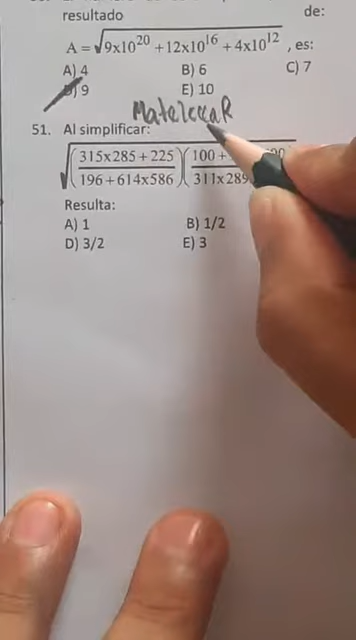 resultado de:
A = √9x10²⁰ + 12x10¹⁶ + 4x10¹² , es:
A) 4 B) 6 C) 7
9 E) 10
51. Al simplificar:
√(315x285 + 225 / 196 + 614x586)(100 + / 311x289
Resulta:
A) 1 B) 1/2
D) 3/2 E) 3